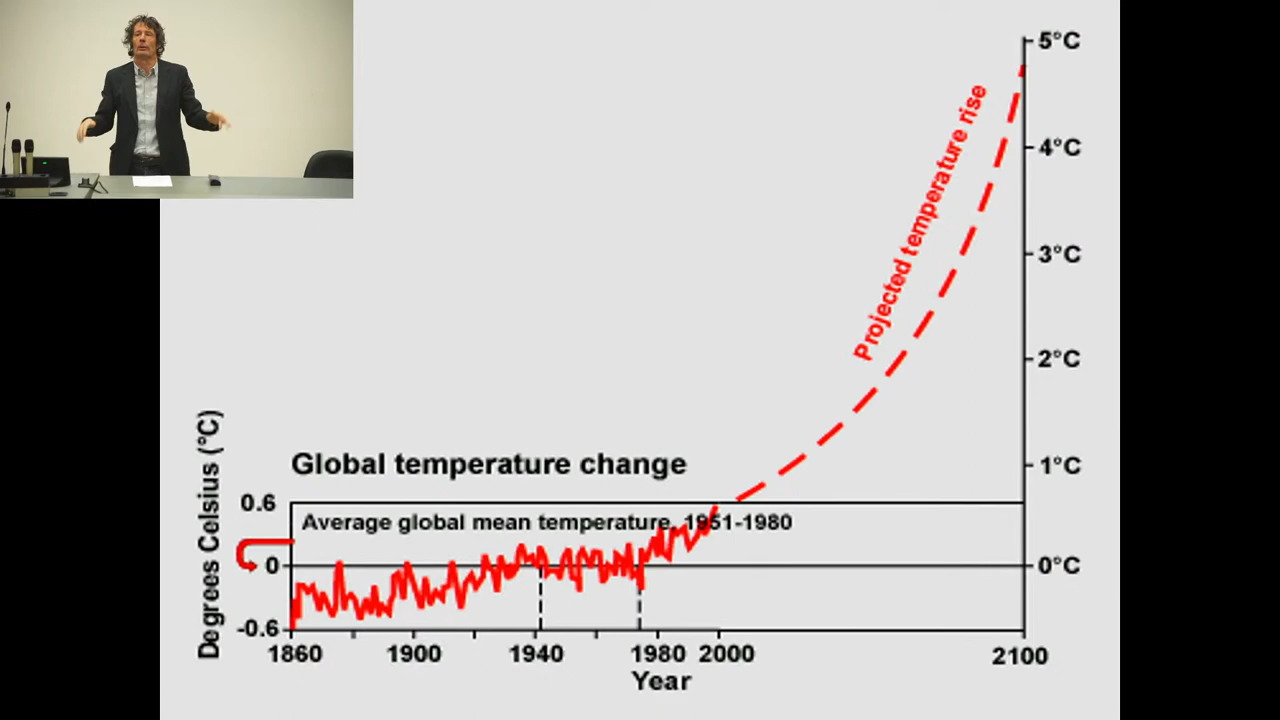 5°C
4°C
3°C
2°C
1°C
0°C
Projected temperature rise
Global temperature change
Average global mean temperature, 1951-1980
Degrees Celsius (°C)
0.6
0
-0.6
1860 1900 1940 1980 2000 2100
Year